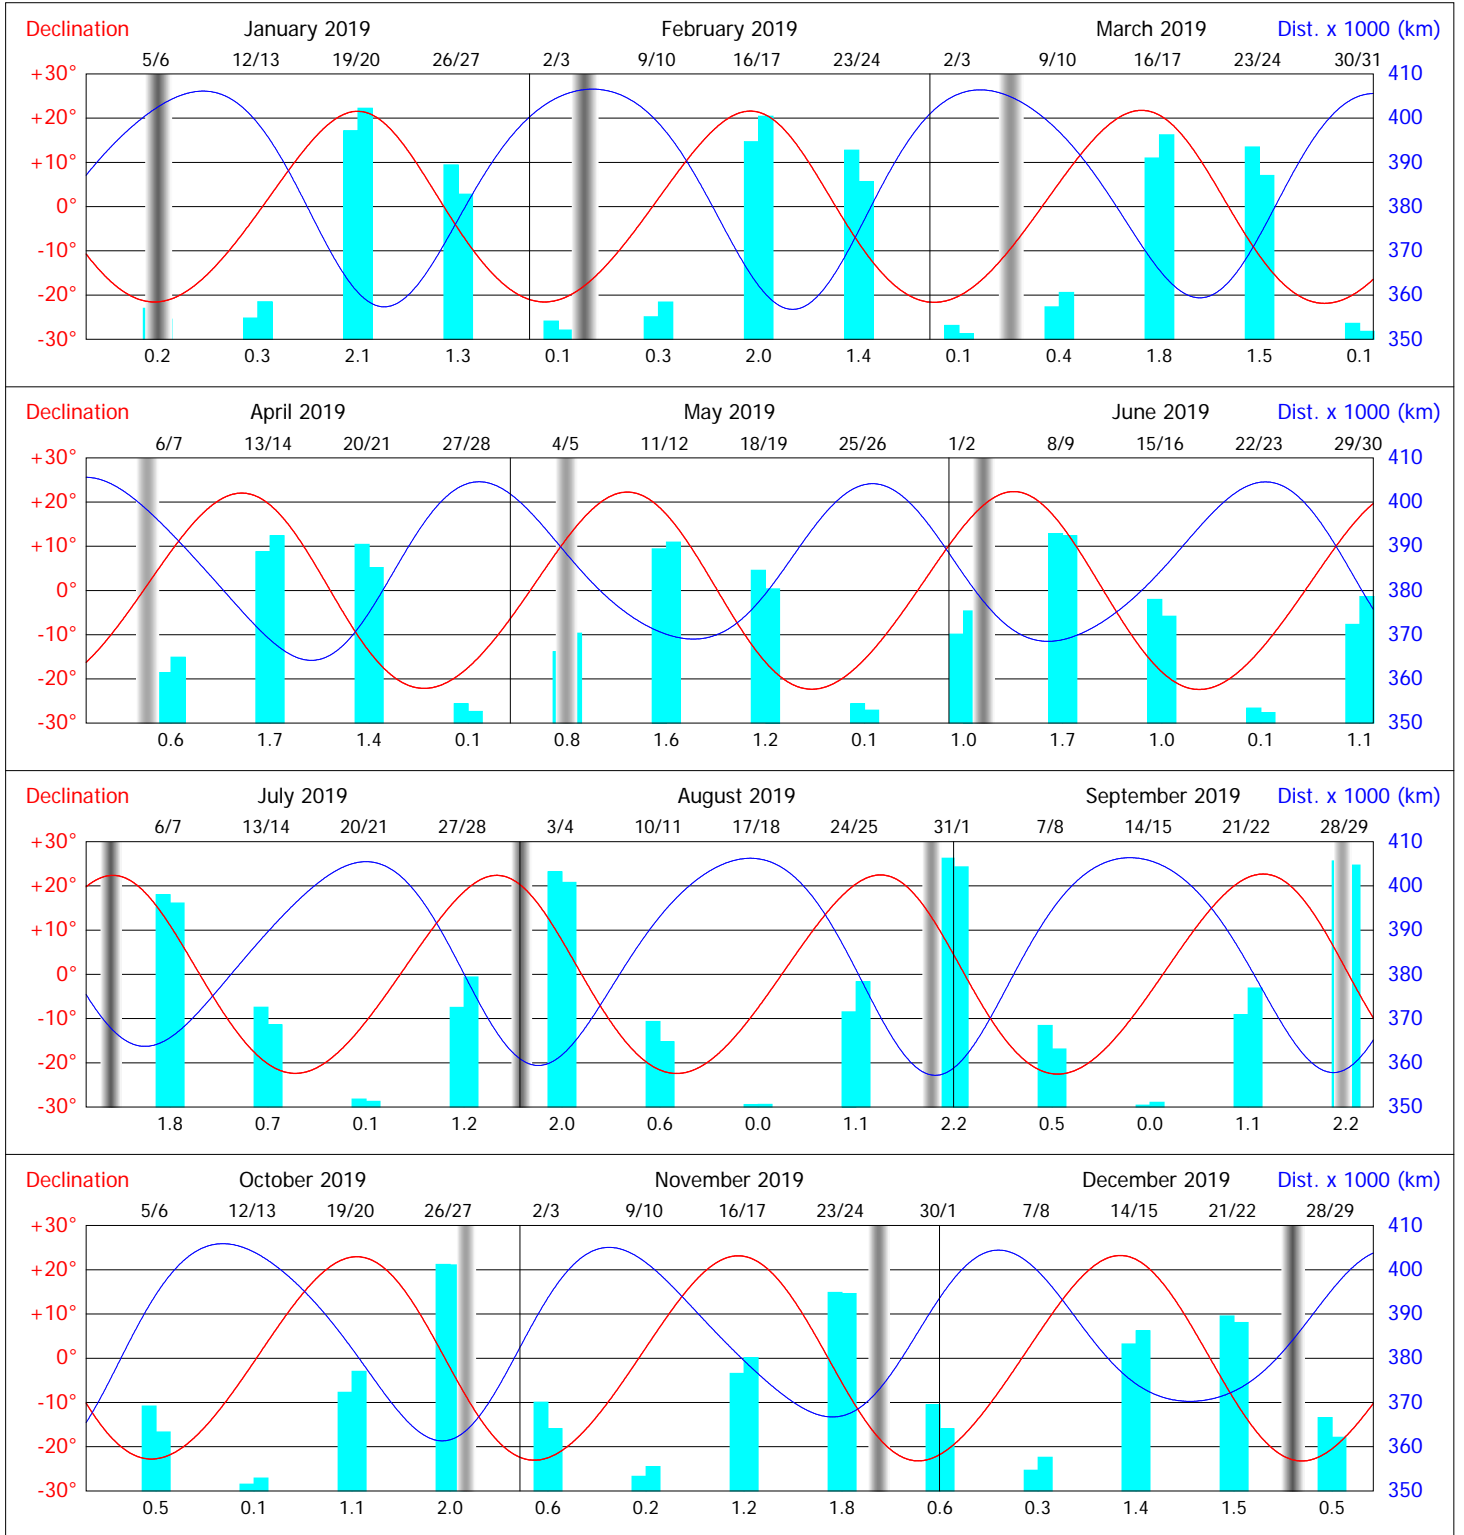 Declination January 2019 February 2019 March 2019 Dist. x 1000 (km)
5/6 12/13 19/20 26/27 2/3 9/10 16/17 23/24 2/3 9/10 16/17 23/24 30/31
+30° 410
+20° 400
+10° 390
0° 380
-10° 370
-20° 360
-30° 350
0.2 0.3 2.1 1.3 0.1 0.3 2.0 1.4 0.1 0.4 1.8 1.5 0.1
Declination April 2019 May 2019 June 2019 Dist. x 1000 (km)
6/7 13/14 20/21 27/28 4/5 11/12 18/19 25/26 1/2 8/9 15/16 22/23 29/30
+30° 410
+20° 400
+10° 390
0° 380
-10° 370
-20° 360
-30° 350
0.6 1.7 1.4 0.1 0.8 1.6 1.2 0.1 1.0 1.7 1.0 0.1 1.1
Declination July 2019 August 2019 September 2019 Dist. x 1000 (km)
6/7 13/14 20/21 27/28 3/4 10/11 17/18 24/25 31/1 7/8 14/15 21/22 28/29
+30° 410
+20° 400
+10° 390
0° 380
-10° 370
-20° 360
-30° 350
1.8 0.7 0.1 1.2 2.0 0.6 0.0 1.1 2.2 0.5 0.0 1.1 2.2
Declination October 2019 November 2019 December 2019 Dist. x 1000 (km)
5/6 12/13 19/20 26/27 2/3 9/10 16/17 23/24 30/1 7/8 14/15 21/22 28/29
+30° 410
+20° 400
+10° 390
0° 380
-10° 370
-20° 360
-30° 350
0.5 0.1 1.1 2.0 0.6 0.2 1.2 1.8 0.6 0.3 1.4 1.5 0.5